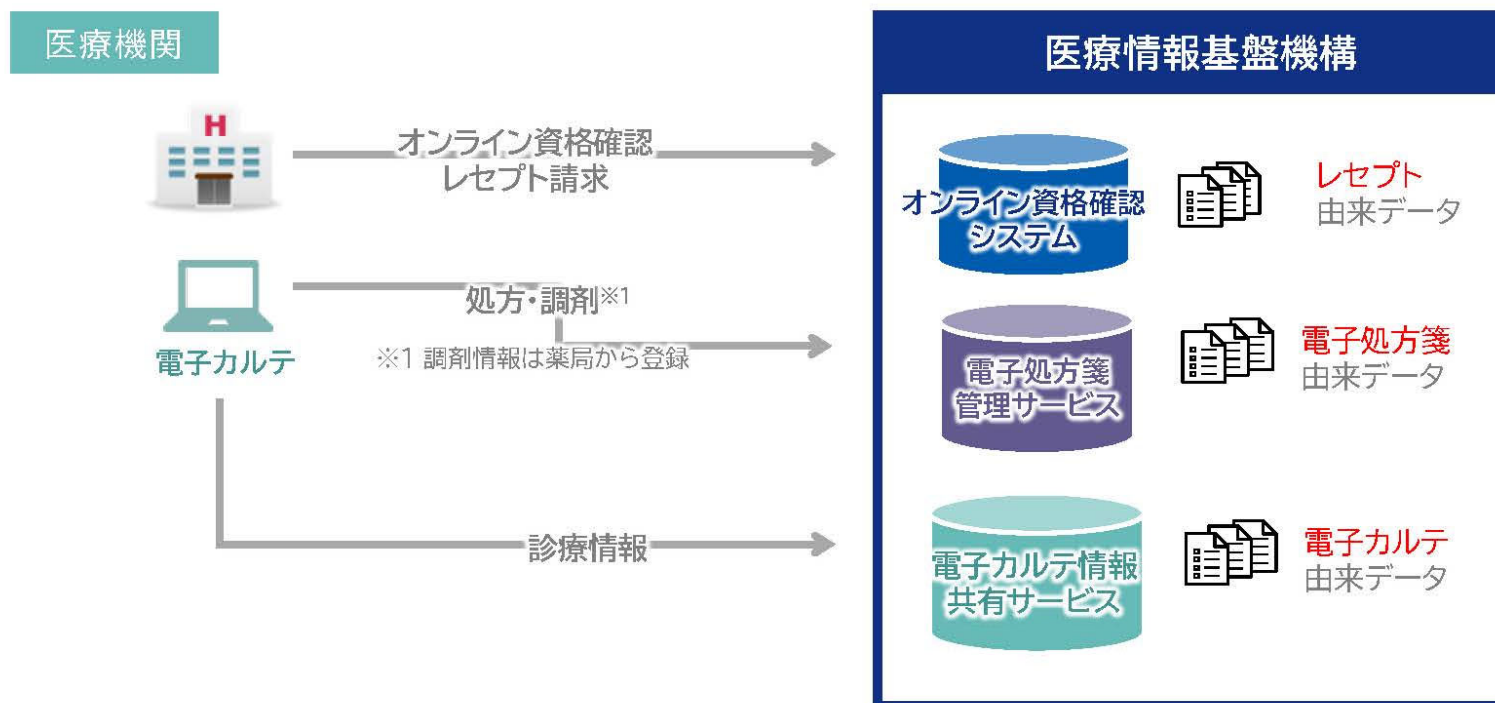 医療機関
医療情報基盤機構
H
オンライン資格確認
レセプト請求
オンライン資格確認
システム
レセプト
由来データ
電子カルテ
処方・調剤※1
※1 調剤情報は薬局から登録
電子処方箋
管理サービス
電子処方箋
由来データ
診療情報
電子カルテ情報
共有サービス
電子カルテ
由来データ